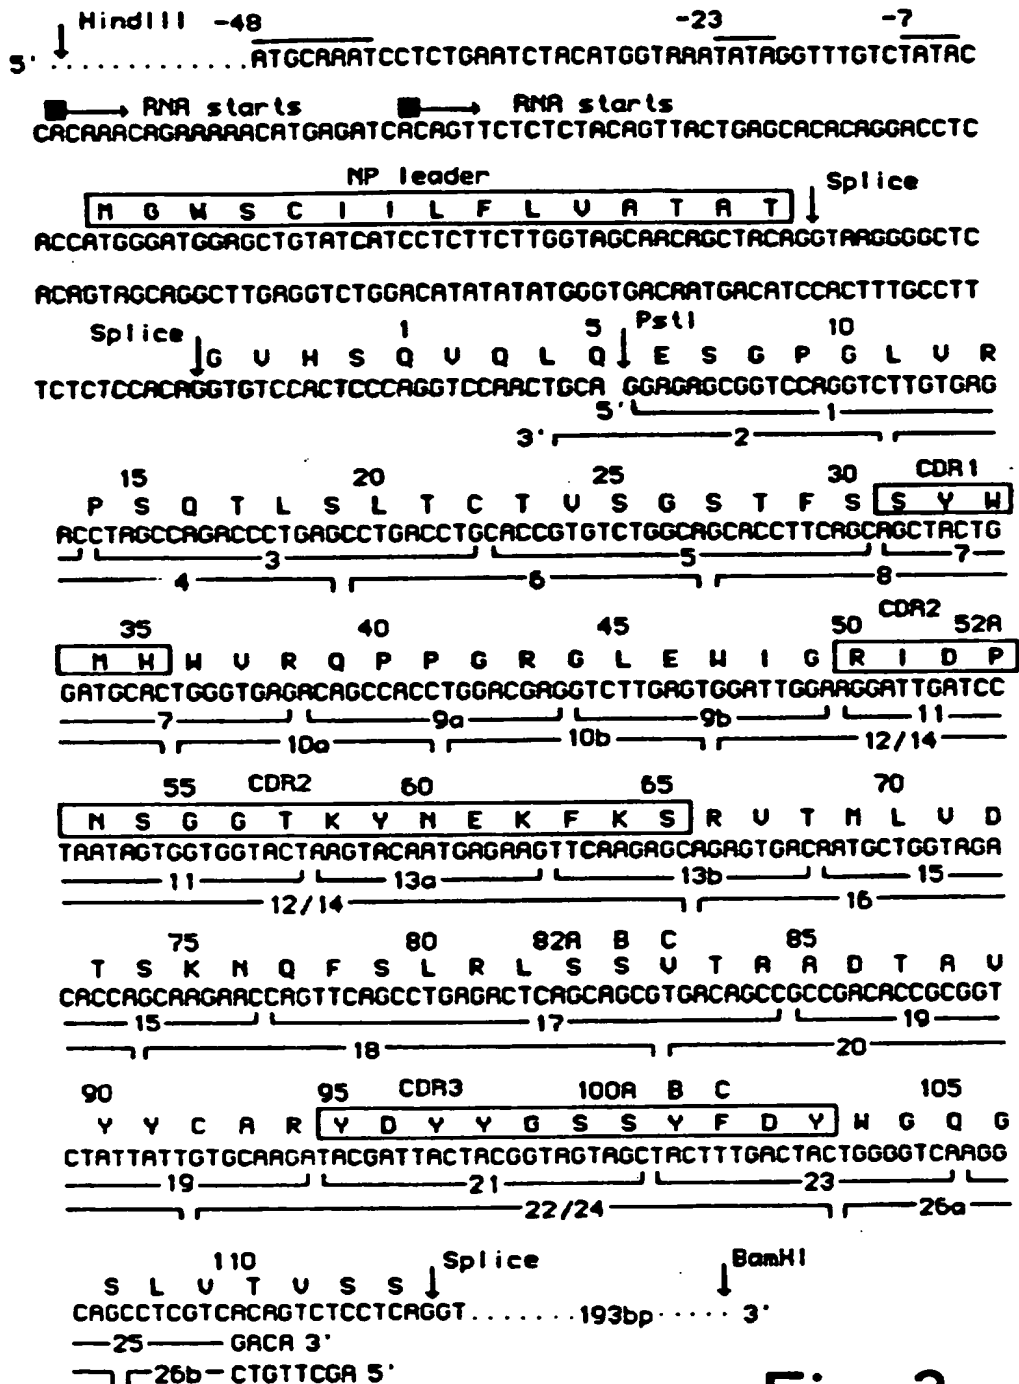 HindIII -48 -23 -7
5' ....................ATGCAAATCCTCTGAATCTACATGGTAAATATAGGTTTGTCTATAC
RNA starts RNA starts
CACAAACAGAAAAACATGAGATCACAGTTCTCTCTACAGTTACTGAGCACACAGGACCTC
NP leader Splice
M G W S C I I L F L V A T A T
ACCATGGGATGGAGCTGTATCATCCTCTTCTTGGTAGCAACAGCTACAGGTAAGGGGCTC
ACAGTAGCAGGCTTGAGGTCTGGACATATATATGGGTGACAATGACATCCACTTTGCCTT
Splice 1 5 PstI 10
G V H S Q V Q L Q E S G P G L V R
TCTCTCCACAGGTGTCCACTCCCAGGTCCAACTGCA GGAGAGCGGTCCAGGTCTTGTGAG
5' 1
3' 2
15 20 25 30 CDR1
P S Q T L S L T C T V S G S T F S S Y W
ACCTAGCCAGACCCTGAGCCTGACCTGCACCGTGTCTGGCAGCACCTTCAGCAGCTACTG
3 5 7
4 6 8
35 40 45 50 CDR2 52A
M H W V R Q P P G R G L E W I G R I D P
GATGCACTGGGTGAGACAGCCACCTGGACGAGGTCTTGAGTGGATTGGAAGGATTGATCC
7 9a 9b 11
10a 10b 12/14
55 CDR2 60 65 70
N S G G T K Y N E K F K S R V T M L V D
TAATAGTGGTGGTACTAAGTACAATGAGAAGTTCAAGAGCAGAGTGACAATGCTGGTAGA
11 13a 13b 15
12/14 16
75 80 82A B C 85
T S K N Q F S L R L S S V T A A D T A V
CACCAGCAAGAACCAGTTCAGCCTGAGACTCAGCAGCGTGACAGCCGCCGACACCGCGGT
15 17 19
18 20
90 95 CDR3 100A B C 105
Y Y C A R Y D Y Y G S S Y F D Y W G Q G
CTATTATTGTGCAAGATACGATTACTACGGTAGTAGCTACTTTGACTACTGGGGTCAAGG
19 21 23
22/24 26a
110 Splice BamHI
S L V T V S S
CAGCCTCGTCACAGTCTCCTCAGGT.......193bp...... 3'
25 GACA 3'
26b CTGTTCGA 5'